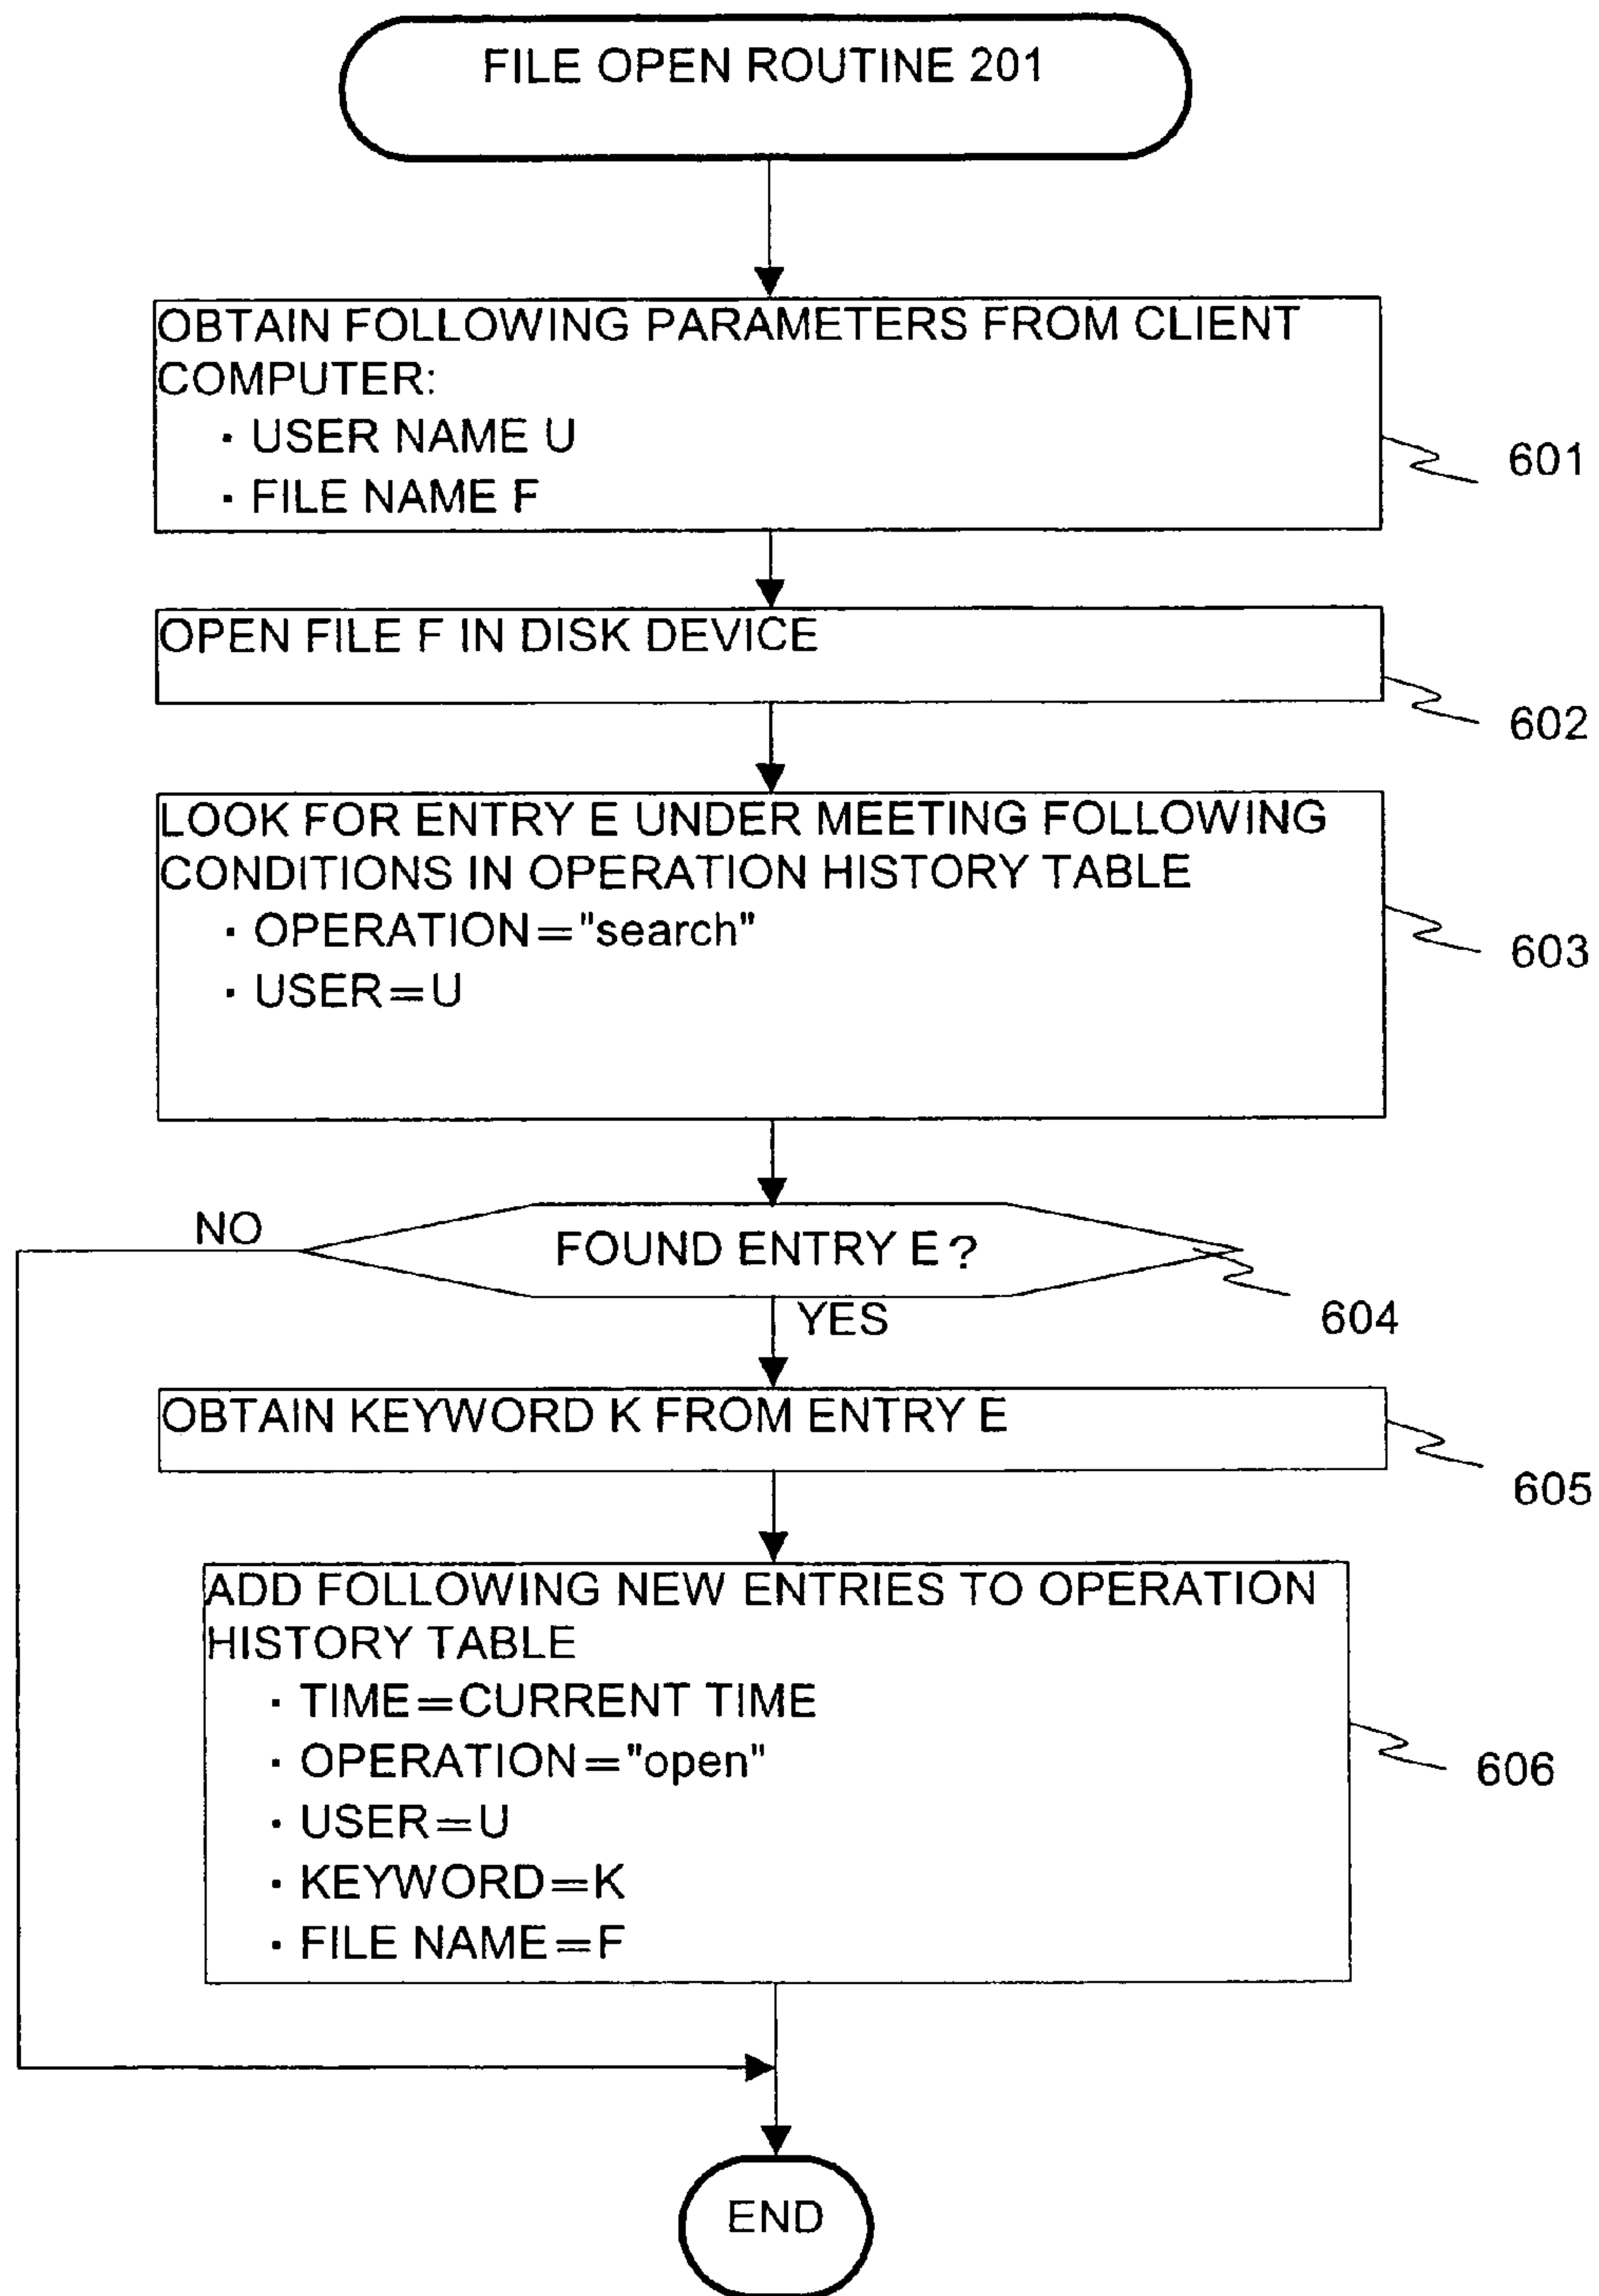 FILE OPEN ROUTINE 201
OBTAIN FOLLOWING PARAMETERS FROM CLIENT
COMPUTER:
· USER NAME U
· FILE NAME F
601
OPEN FILE F IN DISK DEVICE
602
LOOK FOR ENTRY E UNDER MEETING FOLLOWING
CONDITIONS IN OPERATION HISTORY TABLE
· OPERATION="search"
· USER=U
603
NO
FOUND ENTRY E?
604
YES
OBTAIN KEYWORD K FROM ENTRY E
605
ADD FOLLOWING NEW ENTRIES TO OPERATION
HISTORY TABLE
· TIME=CURRENT TIME
· OPERATION="open"
· USER=U
· KEYWORD=K
· FILE NAME=F
606
END